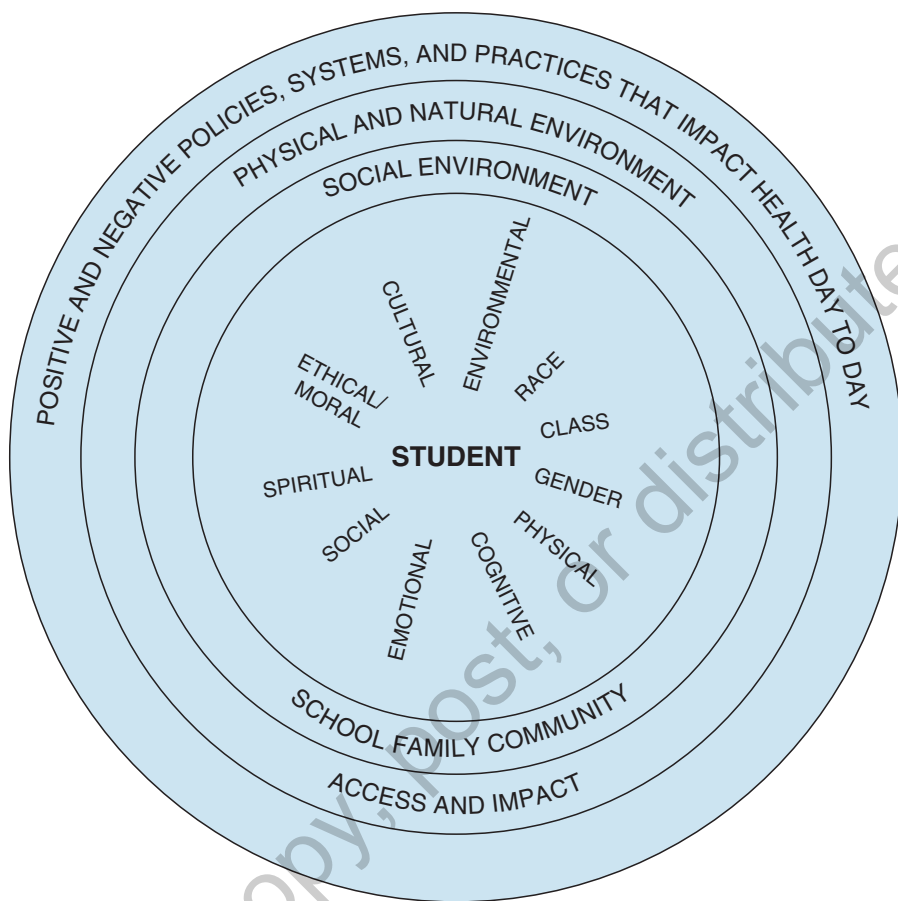 POSITIVE AND NEGATIVE POLICIES, SYSTEMS, AND PRACTICES THAT IMPACT HEALTH DAY TO DAY
PHYSICAL AND NATURAL ENVIRONMENT
SOCIAL ENVIRONMENT
ENVIRONMENTAL
CULTURAL
RACE
ETHICAL/
MORAL
CLASS
STUDENT
SPIRITUAL
GENDER
SOCIAL
PHYSICAL
EMOTIONAL
COGNITIVE
SCHOOL FAMILY COMMUNITY
ACCESS AND IMPACT
copy, post, or distribute